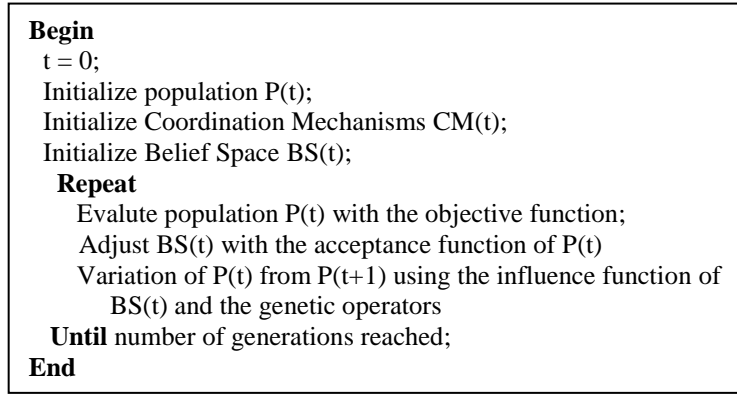 Begin
t = 0;
Initialize population P(t);
Initialize Coordination Mechanisms CM(t);
Initialize Belief Space BS(t);
Repeat
Evalute population P(t) with the objective function;
Adjust BS(t) with the acceptance function of P(t)
Variation of P(t) from P(t+1) using the influence function of
BS(t) and the genetic operators
Until number of generations reached;
End